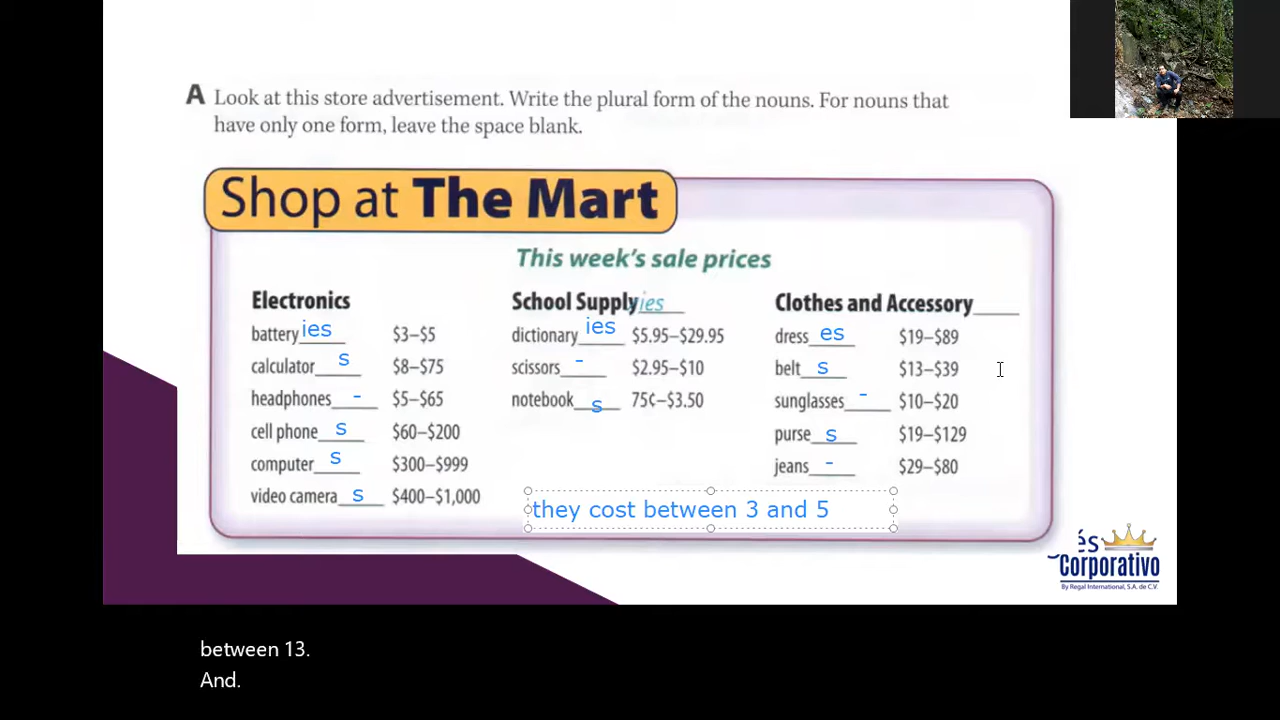 A Look at this store advertisement. Write the plural form of the nouns. For nouns that
have only one form, leave the space blank.
Shop at The Mart
This week's sale prices
Electronics
battery ies $3–$5
calculator s $8–$75
headphones - $5–$65
cell phone s $60–$200
computer s $300–$999
video camera s $400–$1,000
School Supply ies
dictionary ies $5.95–$29.95
scissors - $2.95–$10
notebook s 75¢–$3.50
Clothes and Accessory
dress es $19–$89
belt s $13–$39
sunglasses - $10–$20
purse s $19–$129
jeans - $29–$80
they cost between 3 and 5
és
Corporativo
By Regal International, S.A. de C.V.
between 13.
And.